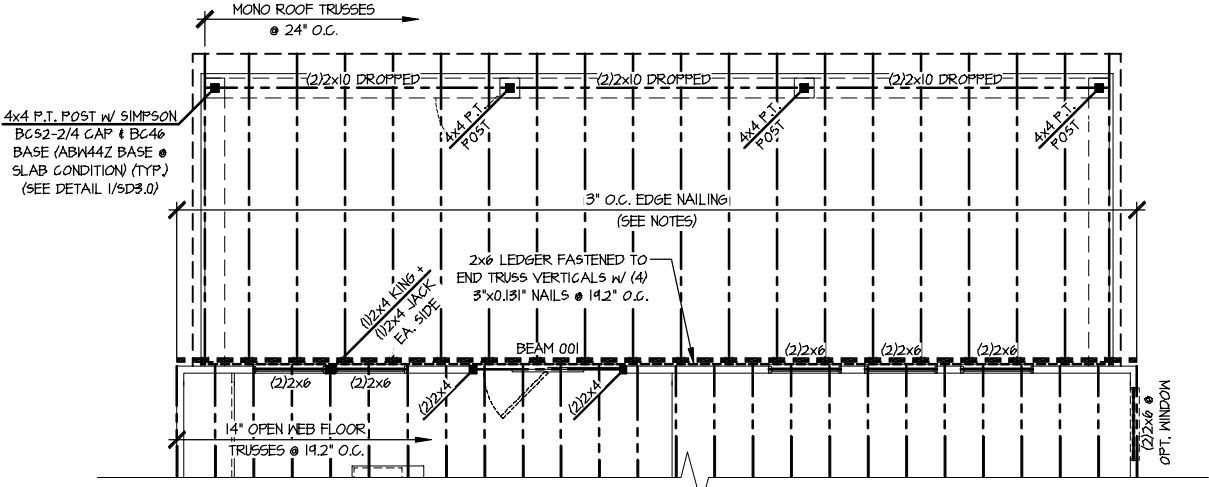 MONO ROOF TRUSSES
@ 24" O.C.
(2)2x10 DROPPED
(2)2x10 DROPPED
(2)2x10 DROPPED
4x4 P.T. POST W/ SIMPSON
BCS2-2/4 CAP & BC46
BASE (ABW44Z BASE @
SLAB CONDITION) (TYP.)
(SEE DETAIL 1/SD3.0)
4x4 P.T.
POST
4x4 P.T.
POST
4x4 P.T.
POST
3" O.C. EDGE NAILING
(SEE NOTES)
2x6 LEDGER FASTENED TO
END TRUSS VERTICALS W/ (4)
3"x0.131" NAILS @ 19.2" O.C.
(1)2x4 KING +
(1)2x4 JACK
EA. SIDE
BEAM 001
(2)2x6
(2)2x6
(2)2x6
(2)2x6
(2)2x6
(2)2x4
(2)2x4
(2)2x6 @
OPT. WINDOW
14" OPEN WEB FLOOR
TRUSSES @ 19.2" O.C.